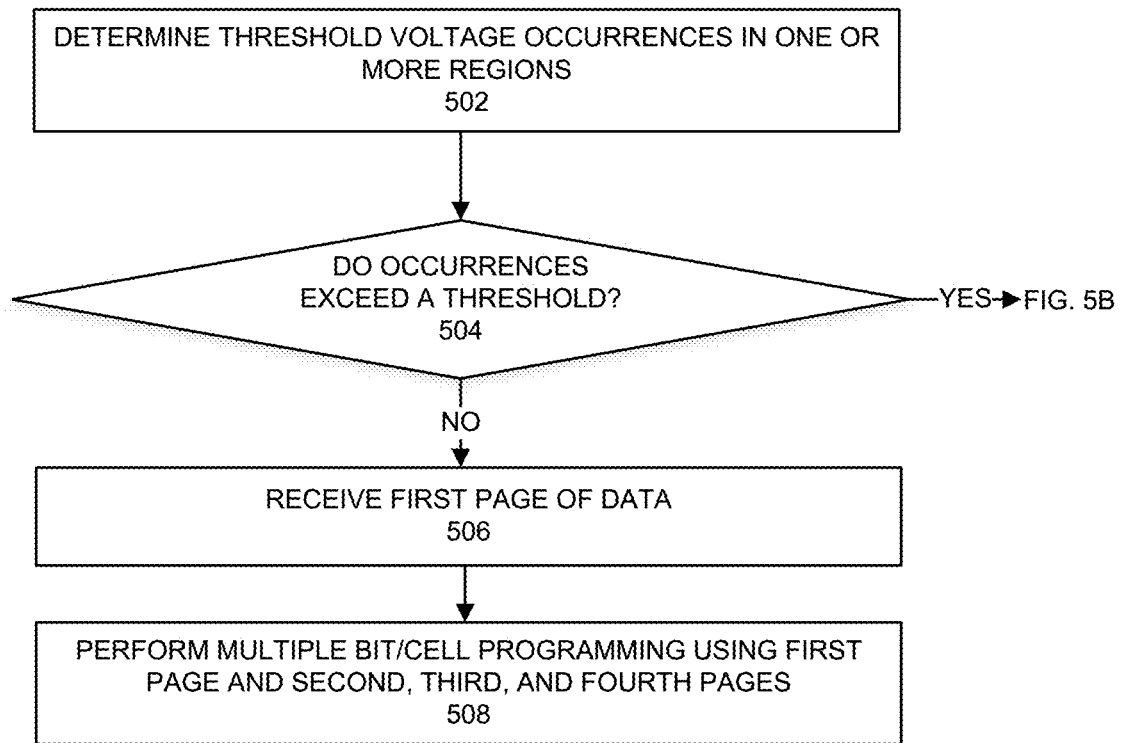 DETERMINE THRESHOLD VOLTAGE OCCURRENCES IN ONE OR
MORE REGIONS
502
DO OCCURRENCES
EXCEED A THRESHOLD?
504
YES
FIG. 5B
NO
RECEIVE FIRST PAGE OF DATA
506
PERFORM MULTIPLE BIT/CELL PROGRAMMING USING FIRST
PAGE AND SECOND, THIRD, AND FOURTH PAGES
508